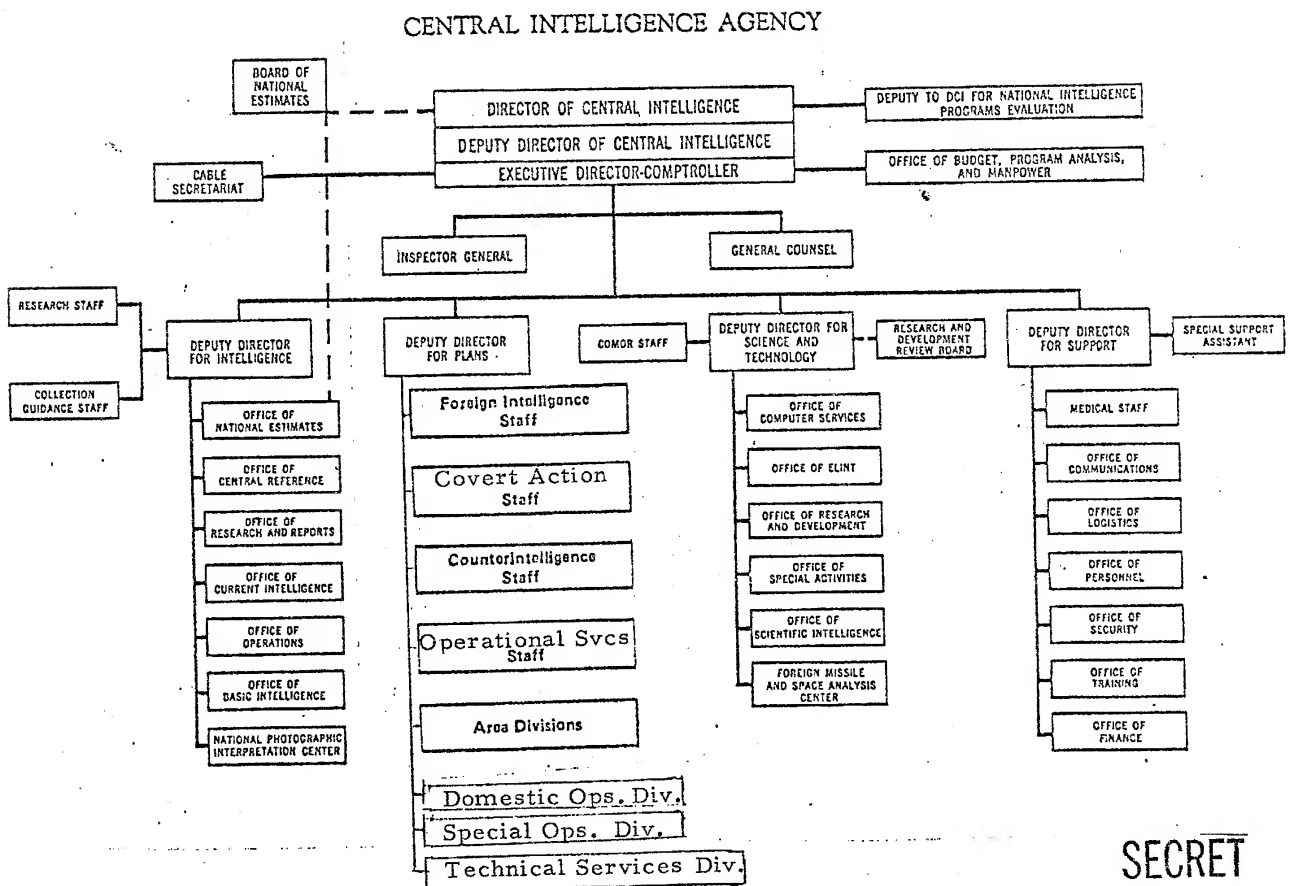 CENTRAL INTELLIGENCE AGENCY
BOARD OF
NATIONAL
ESTIMATES
DIRECTOR OF CENTRAL INTELLIGENCE
DEPUTY TO DCI FOR NATIONAL INTELLIGENCE
PROGRAMS EVALUATION
DEPUTY DIRECTOR OF CENTRAL INTELLIGENCE
CABLE
SECRETARIAT
EXECUTIVE DIRECTOR-COMPTROLLER
OFFICE OF BUDGET, PROGRAM ANALYSIS,
AND MANPOWER
INSPECTOR GENERAL
GENERAL COUNSEL
RESEARCH STAFF
COLLECTION
GUIDANCE STAFF
DEPUTY DIRECTOR
FOR INTELLIGENCE
OFFICE OF
NATIONAL ESTIMATES
OFFICE OF
CENTRAL REFERENCE
OFFICE OF
RESEARCH AND REPORTS
OFFICE OF
CURRENT INTELLIGENCE
OFFICE OF
OPERATIONS
OFFICE OF
BASIC INTELLIGENCE
NATIONAL PHOTOGRAPHIC
INTERPRETATION CENTER
DEPUTY DIRECTOR
FOR PLANS
Foreign Intelligence
Staff
Covert Action
Staff
Counterintelligence
Staff
Operational Svcs
Staff
Area Divisions
Domestic Ops. Div.
Special Ops. Div.
Technical Services Div.
COMOR STAFF
DEPUTY DIRECTOR FOR
SCIENCE AND
TECHNOLOGY
RESEARCH AND
DEVELOPMENT
REVIEW BOARD
OFFICE OF
COMPUTER SERVICES
OFFICE OF ELINT
OFFICE OF RESEARCH
AND DEVELOPMENT
OFFICE OF
SPECIAL ACTIVITIES
OFFICE OF
SCIENTIFIC INTELLIGENCE
FOREIGN MISSILE
AND SPACE ANALYSIS
CENTER
DEPUTY DIRECTOR
FOR SUPPORT
SPECIAL SUPPORT
ASSISTANT
MEDICAL STAFF
OFFICE OF
COMMUNICATIONS
OFFICE OF
LOGISTICS
OFFICE OF
PERSONNEL
OFFICE OF
SECURITY
OFFICE OF
TRAINING
OFFICE OF
FINANCE
SECRET